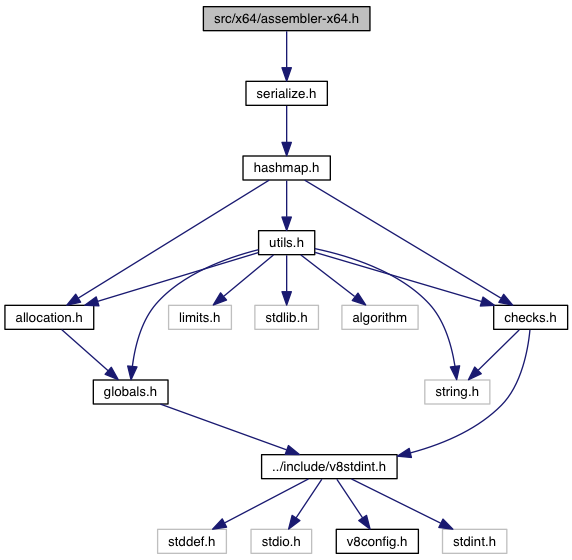 src/x64/assembler-x64.h
serialize.h
hashmap.h
utils.h
allocation.h
limits.h
stdlib.h
algorithm
checks.h
globals.h
string.h
../include/v8stdint.h
stddef.h
stdio.h
v8config.h
stdint.h